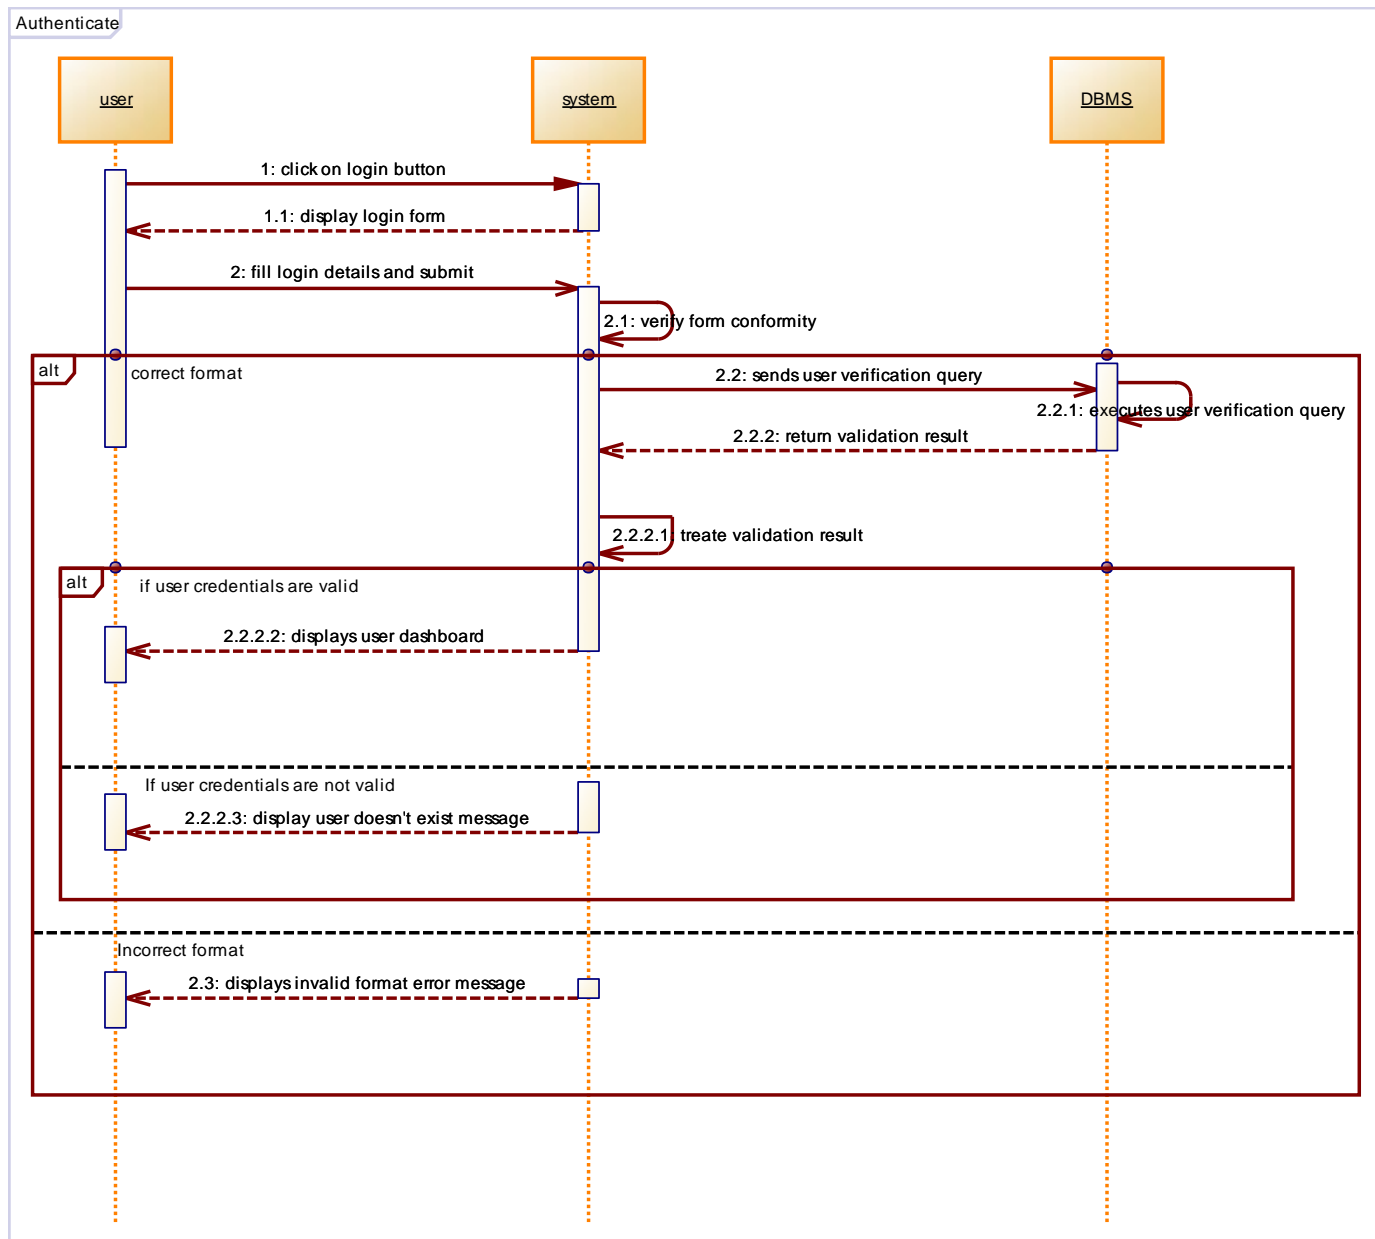 Authenticate
user
system
DBMS
1: click on login button
1.1: display login form
2: fill login details and submit
2.1: verify form conformity
alt
correct format
2.2: sends user verification query
2.2.1: executes user verification query
2.2.2: return validation result
2.2.2.1: treate validation result
alt
if user credentials are valid
2.2.2.2: displays user dashboard
If user credentials are not valid
2.2.2.3: display user doesn't exist message
Incorrect format
2.3: displays invalid format error message